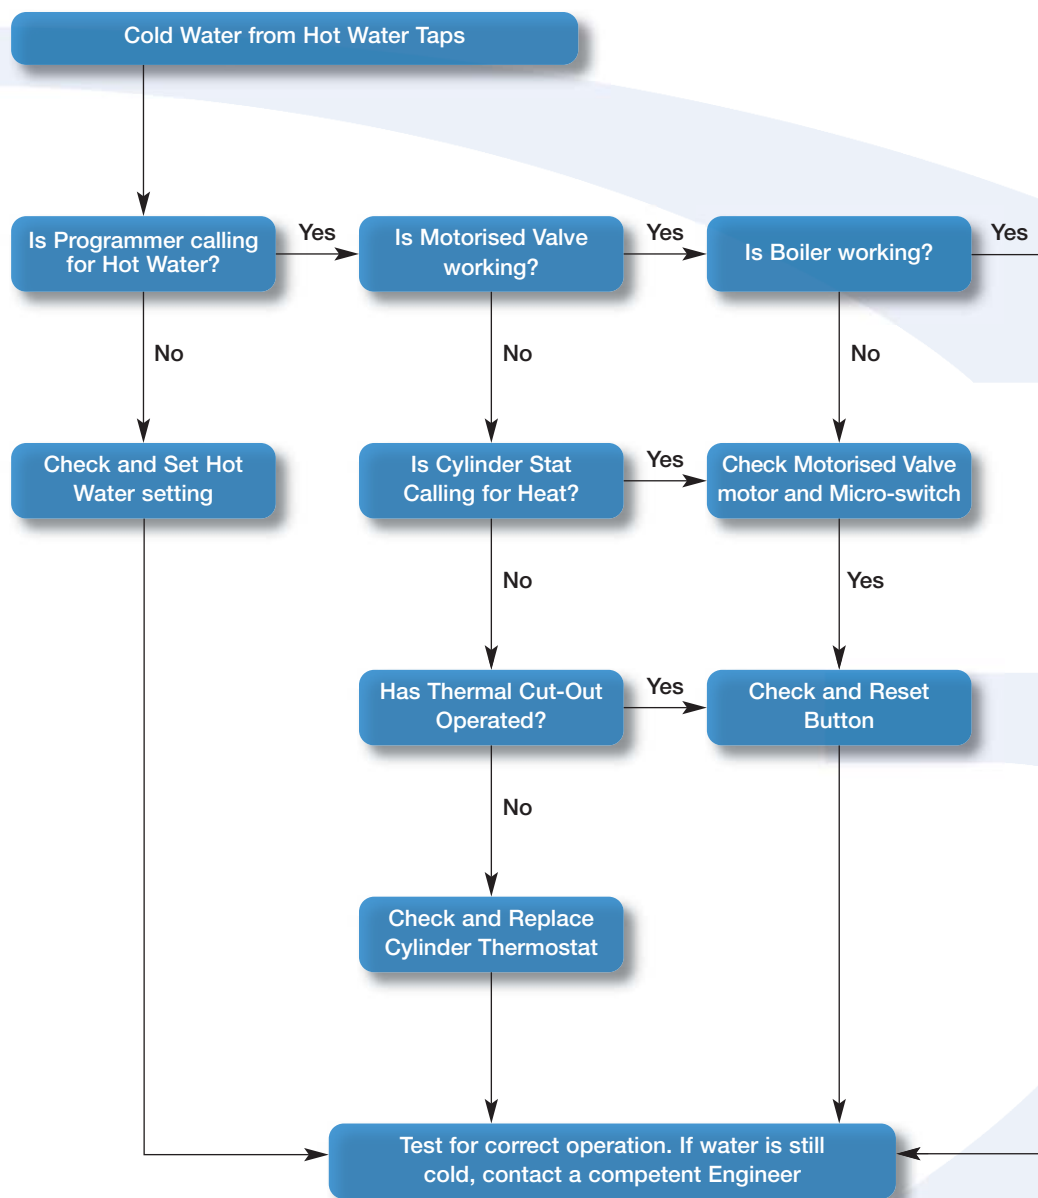 Cold Water from Hot Water Taps
Is Programmer calling
for Hot Water?
Yes
Is Motorised Valve
working?
Yes
Is Boiler working?
Yes
No
No
No
Check and Set Hot
Water setting
Is Cylinder Stat
Calling for Heat?
Yes
Check Motorised Valve
motor and Micro-switch
No
Yes
Has Thermal Cut-Out
Operated?
Yes
Check and Reset
Button
No
Check and Replace
Cylinder Thermostat
Test for correct operation. If water is still
cold, contact a competent Engineer